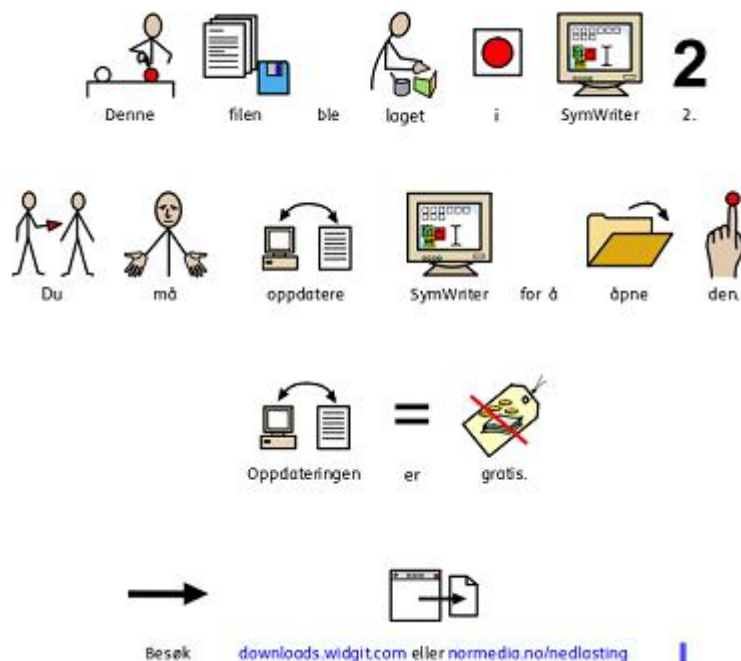 2
Denne filen ble laget i SymWriter 2.
Du må oppdatere SymWriter for å åpne den.
=
Oppdateringen er gratis.
Besøk downloads.widgit.com eller normedia.no/nedlasting